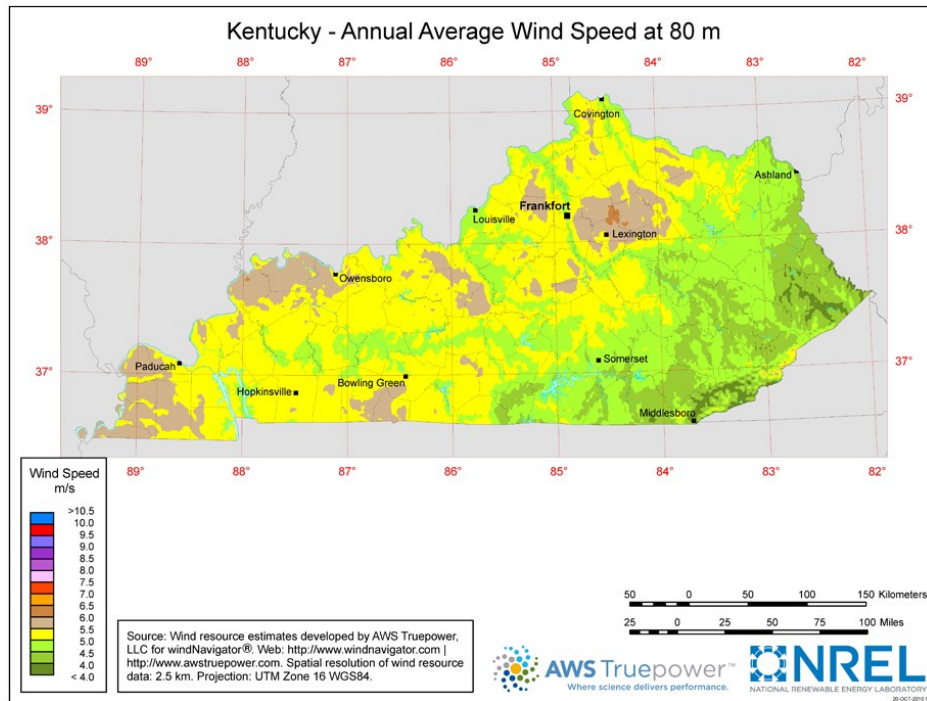 Kentucky - Annual Average Wind Speed at 80 m
89° 88° 87° 86° 85° 84° 83° 82°
39° 39°
Covington
Ashland
Frankfort
Louisville
Lexington
38° 38°
Owensboro
Somerset
37° 37°
Paducah
Bowling Green
Hopkinsville
Middlesboro
89° 88° 87° 86° 85° 84° 83° 82°
Wind Speed
m/s
>10.5
10.0
9.5
9.0
8.5
8.0
7.5
7.0
6.5
6.0
5.5
5.0
4.5
4.0
< 4.0
Source: Wind resource estimates developed by AWS Truepower,
LLC for windNavigator®. Web: http://www.windnavigator.com |
http://www.awstruepower.com. Spatial resolution of wind resource
data: 2.5 km. Projection: UTM Zone 16 WGS84.
50 0 50 100 150 Kilometers
25 0 25 50 75 100 Miles
AWS Truepower™
Where science delivers performance.
NREL
NATIONAL RENEWABLE ENERGY LABORATORY